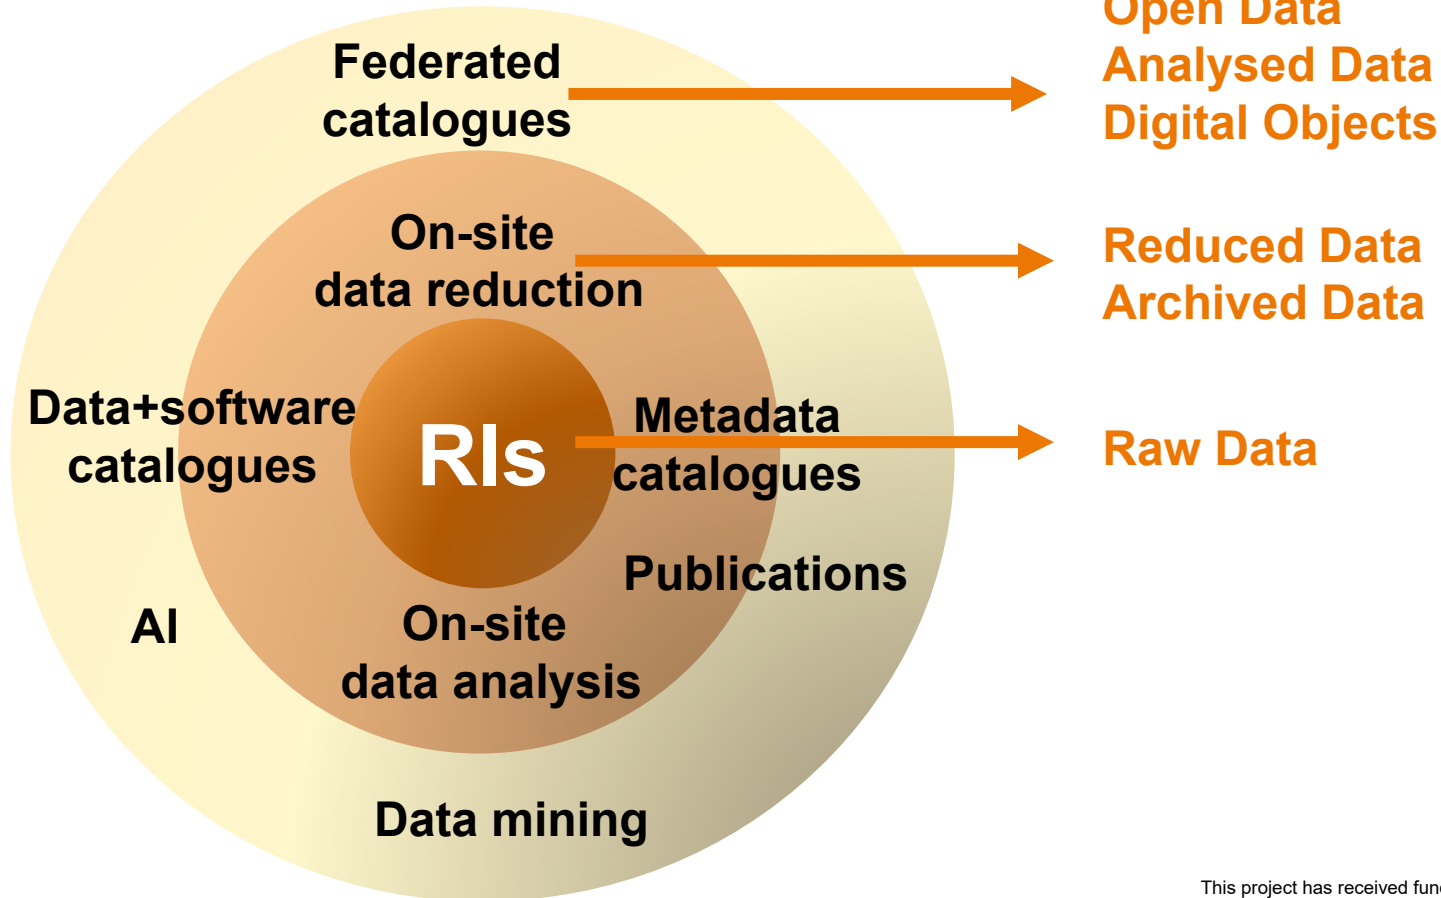 Federated
catalogues
Open Data
Analysed Data
Digital Objects
On-site
data reduction
Reduced Data
Archived Data
Data+software
catalogues
RIs
Metadata
catalogues
Raw Data
Publications
AI
On-site
data analysis
Data mining
This project has received